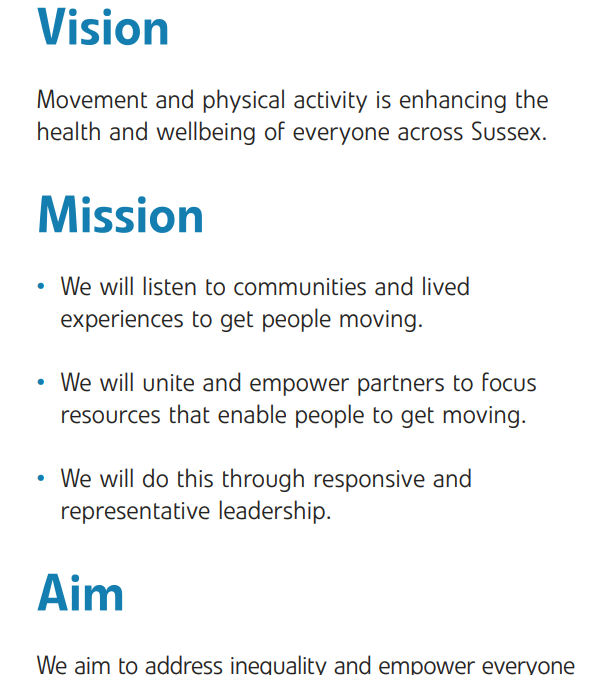 Vision
Movement and physical activity is enhancing the
health and wellbeing of everyone across Sussex.
Mission
• We will listen to communities and lived
experiences to get people moving.
• We will unite and empower partners to focus
resources that enable people to get moving.
• We will do this through responsive and
representative leadership.
Aim
We aim to address inequality and empower everyone